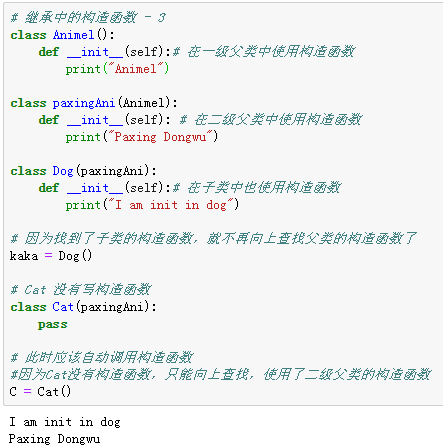 # 继承中的构造函数 - 3
class Animel():
    def __init__(self):# 在一级父类中使用构造函数
        print("Animel")
class paxingAni(Animel):
    def __init__(self): # 在二级父类中使用构造函数
        print("Paxing Dongwu")
class Dog(paxingAni):
    def __init__(self):# 在子类中也使用构造函数
        print("I am init in dog")
# 因为找到了子类的构造函数，就不再向上查找父类的构造函数了
kaka = Dog()
# Cat 没有写构造函数
class Cat(paxingAni):
    pass
# 此时应该自动调用构造函数
#因为Cat没有构造函数，只能向上查找，使用了二级父类的构造函数
C = Cat()
I am init in dog
Paxing Dongwu